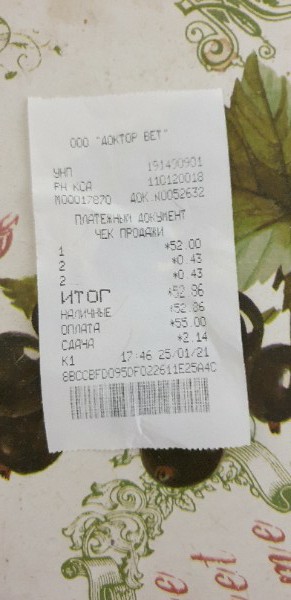 ООО "ДОКТОР ВЕТ"
УНП 191490901
РН КСА 110120018
М00017870 ДОК.N0052632
ПЛАТЕЖНЫЙ ДОКУМЕНТ
ЧЕК ПРОДАЖИ
1 *52.00
2 *0.43
2 *0.43
ИТОГ *52.86
НАЛИЧНЫЕ *52.86
ОПЛАТА *55.00
СДАЧА *2.14
К1 17:46 25/01/21
8BCCBFD095DF022611E25A4C